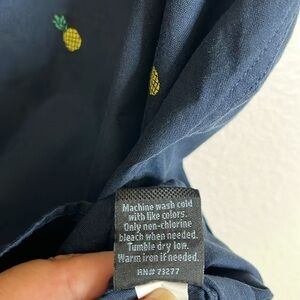 Machine wash cold
with like colors.
Only non-chlorine
bleach when needed.
Tumble dry low.
Warm iron if needed.
RN# 73277